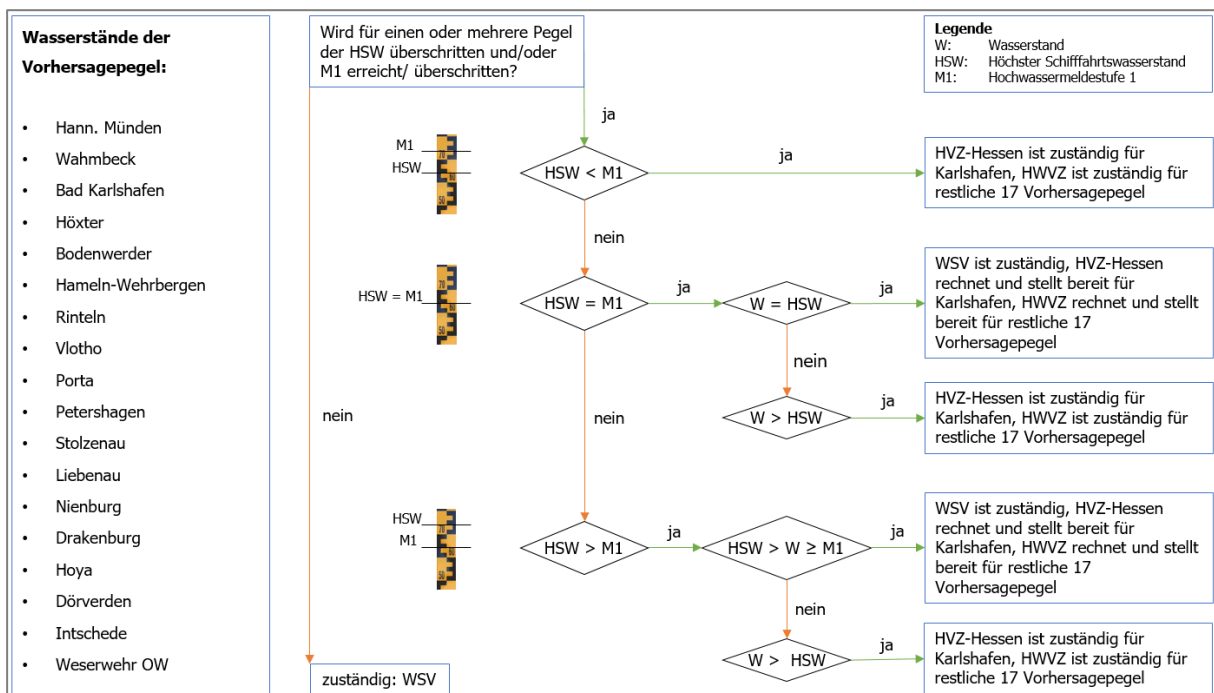 Wasserstände der
Vorhersagepegel:
• Hann. Münden
• Wahmbeck
• Bad Karlshafen
• Höxter
• Bodenwerder
• Hameln-Wehrbergen
• Rinteln
• Vlotho
• Porta
• Petershagen
• Stolzenau
• Liebenau
• Nienburg
• Drakenburg
• Hoya
• Dörverden
• Intschede
• Weserwehr OW
Wird für einen oder mehrere Pegel
der HSW überschritten und/oder
M1 erreicht/ überschritten?
Legende
W: Wasserstand
HSW: Höchster Schifffahrtswasserstand
M1: Hochwassermeldestufe 1
ja
M1
HSW
HSW < M1
ja
HVZ-Hessen ist zuständig für
Karlshafen, HWVZ ist zuständig für
restliche 17 Vorhersagepegel
nein
HSW = M1
HSW = M1
ja
W = HSW
ja
WSV ist zuständig, HVZ-Hessen
rechnet und stellt bereit für
Karlshafen, HWVZ rechnet und stellt
bereit für restliche 17
Vorhersagepegel
nein
W > HSW
ja
HVZ-Hessen ist zuständig für
Karlshafen, HWVZ ist zuständig für
restliche 17 Vorhersagepegel
nein
nein
HSW
M1
HSW > M1
ja
HSW > W ≥ M1
ja
WSV ist zuständig, HVZ-Hessen
rechnet und stellt bereit für
Karlshafen, HWVZ rechnet und stellt
bereit für restliche 17
Vorhersagepegel
nein
W > HSW
ja
HVZ-Hessen ist zuständig für
Karlshafen, HWVZ ist zuständig für
restliche 17 Vorhersagepegel
zuständig: WSV